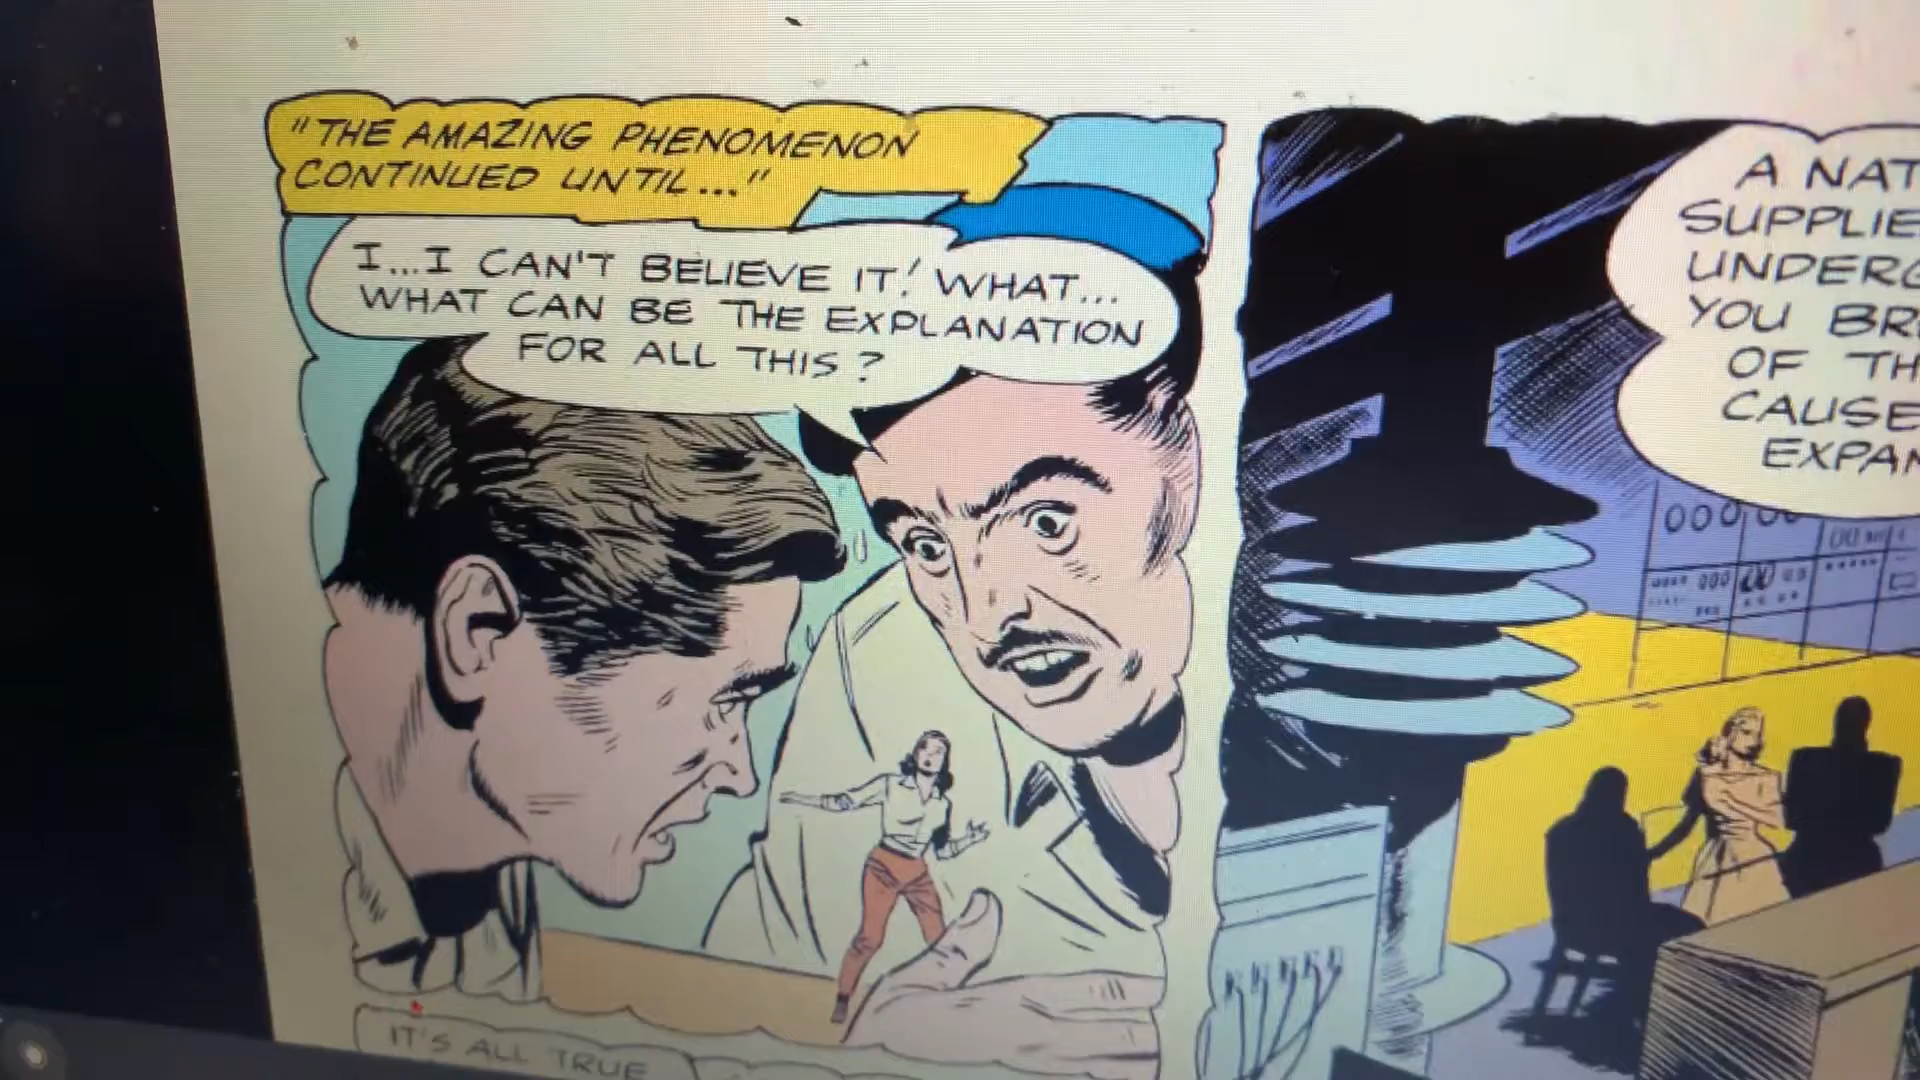 "THE AMAZING PHENOMENON
CONTINUED UNTIL..."
I...I CAN'T BELIEVE IT! WHAT...
WHAT CAN BE THE EXPLANATION
FOR ALL THIS?
IT'S ALL TRUE
A NAT
SUPPLIE
UNDERG
YOU BR
OF TH
CAUSE
EXPAN